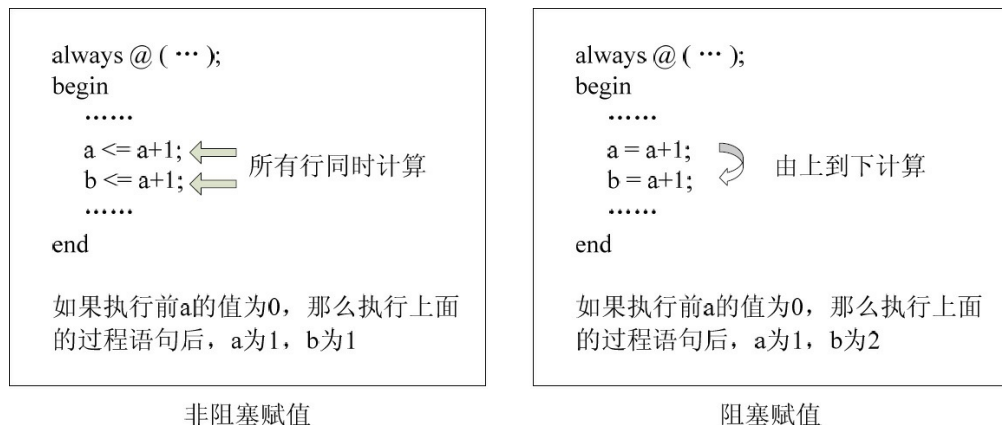 always @ ( ··· );
begin
······
a <= a+1;
b <= a+1;
所有行同时计算
······
end
如果执行前a的值为0，那么执行上面
的过程语句后，a为1，b为1
非阻塞赋值
always @ ( ··· );
begin
······
a = a+1;
b = a+1;
由上到下计算
······
end
如果执行前a的值为0，那么执行上面
的过程语句后，a为1，b为2
阻塞赋值